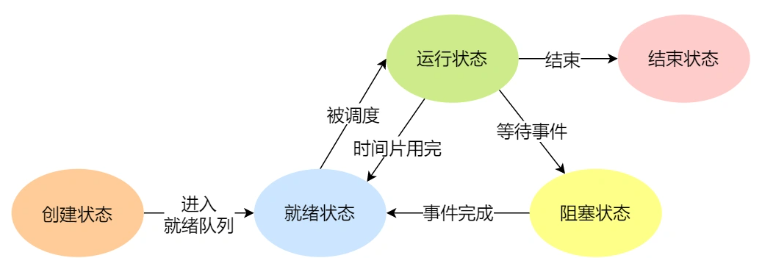 运行状态
结束
结束状态
被调度
时间片用完
等待事件
创建状态
进入
就绪队列
就绪状态
事件完成
阻塞状态